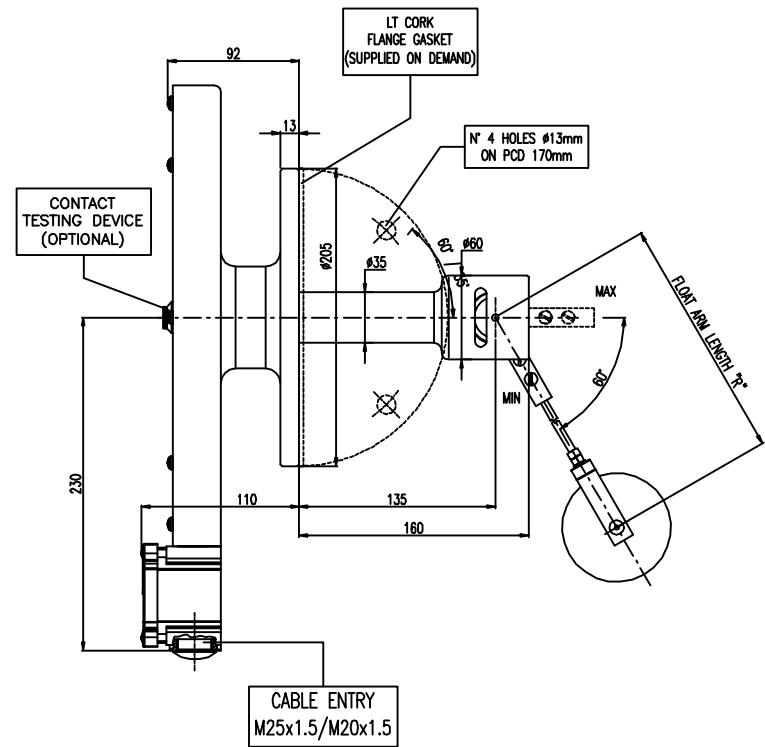 LT CORK
FLANGE GASKET
(SUPPLIED ON DEMAND)
92
13
N° 4 HOLES ø13mm
ON PCD 170mm
CONTACT
TESTING DEVICE
(OPTIONAL)
ø205
ø35
60°
ø60
MAX
MIN
60°
FLOAT ARM LENGTH "R"
230
110
135
160
CABLE ENTRY
M25x1.5/M20x1.5